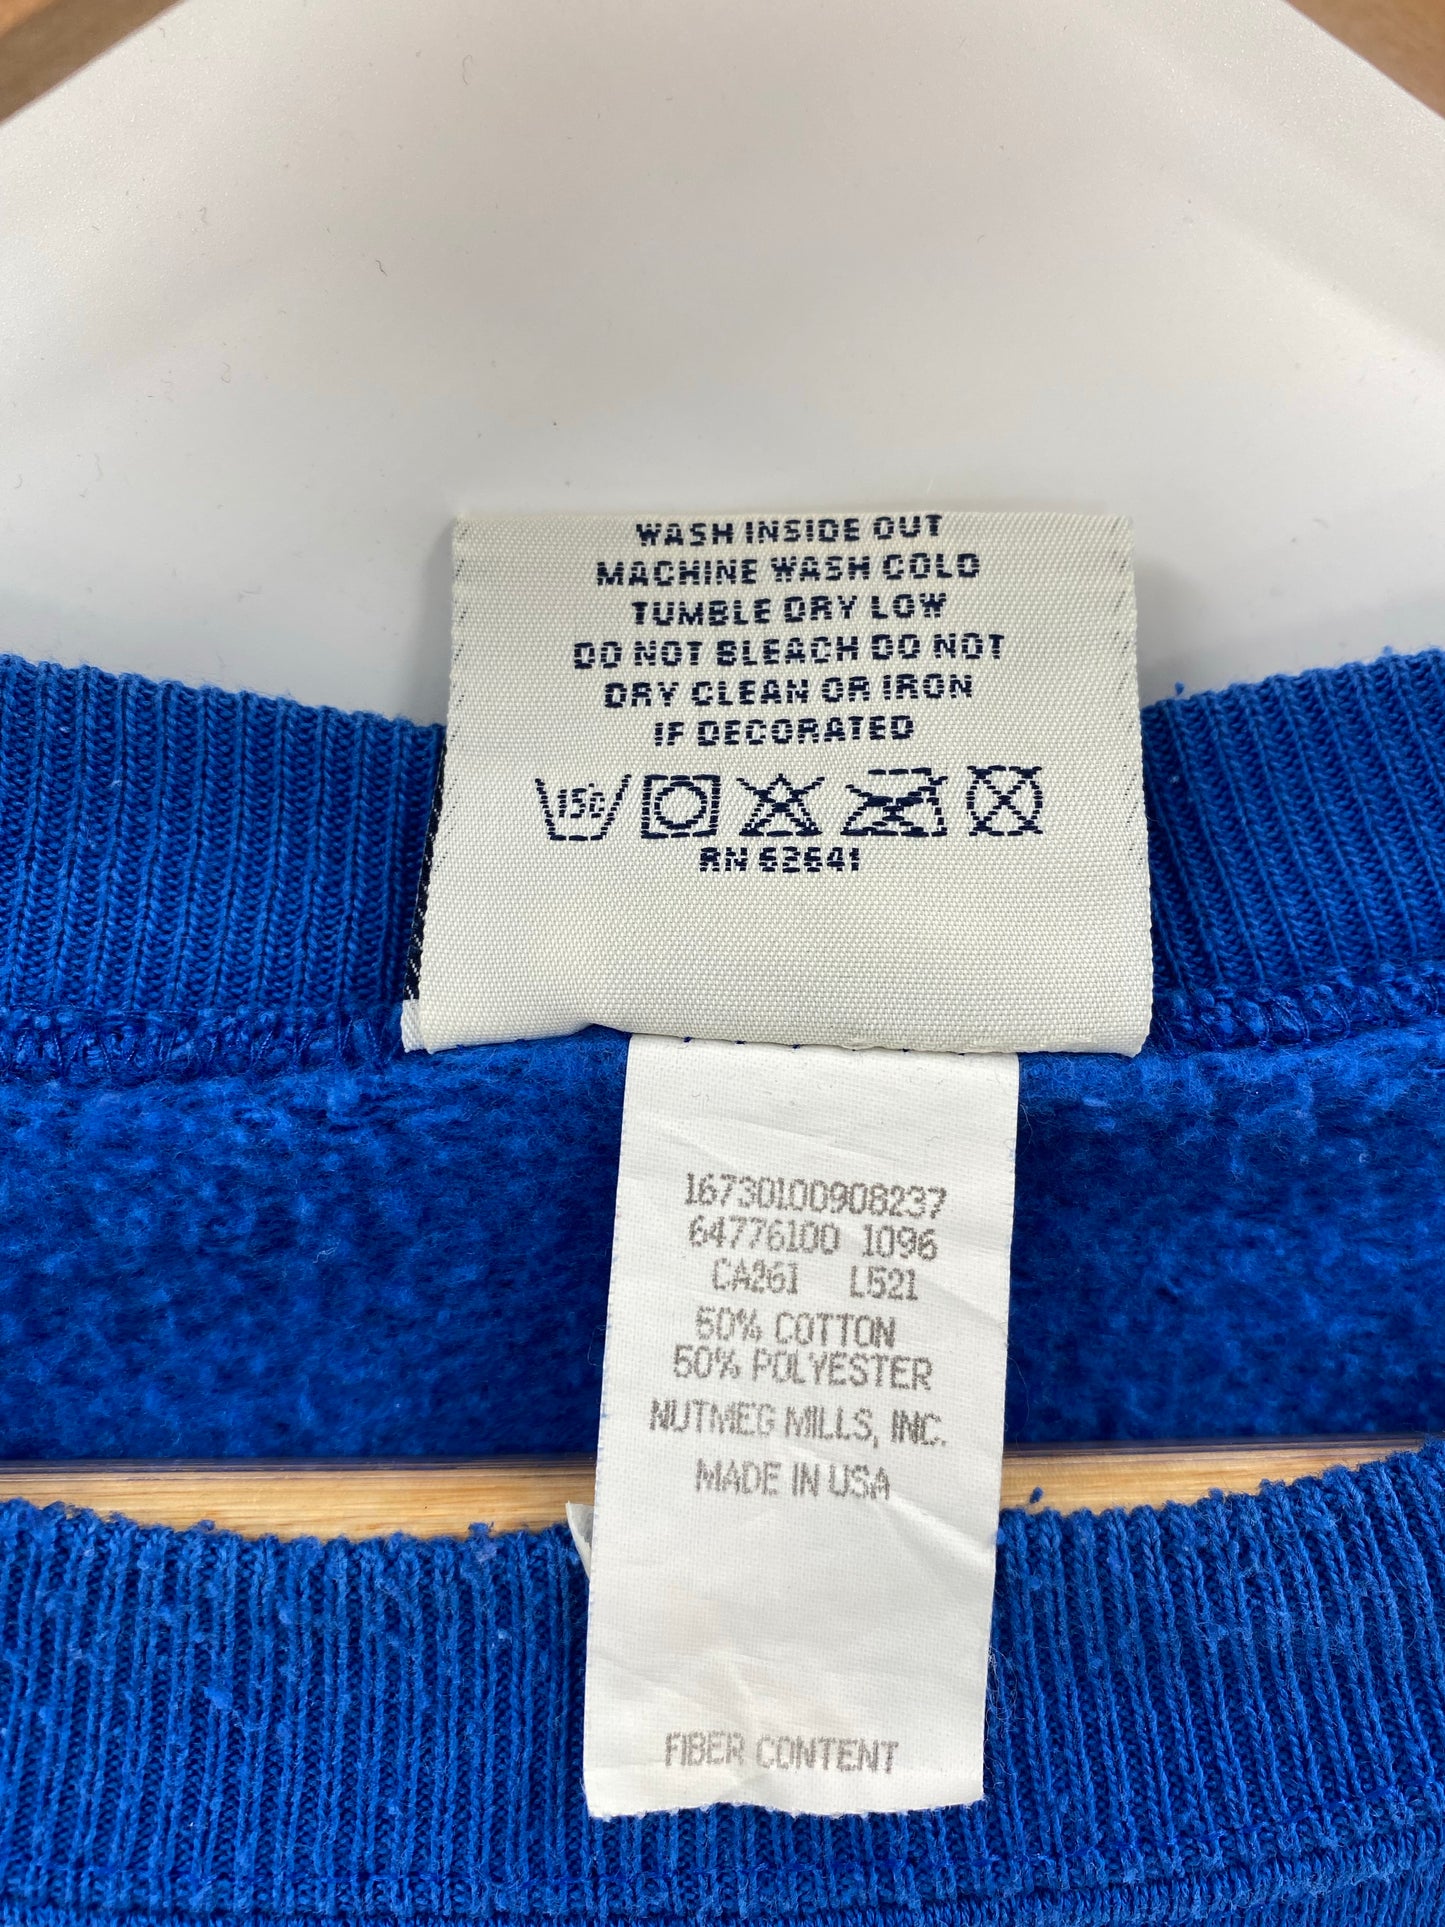 WASH INSIDE OUT
MACHINE WASH COLD
TUMBLE DRY LOW
DO NOT BLEACH DO NOT
DRY CLEAN OR IRON
IF DECORATED
150
RN 62641
16730100908237
64776100 1096
CA261 L521
50% COTTON
50% POLYESTER
NUTMEG MILLS, INC.
MADE IN USA
FIBER CONTENT